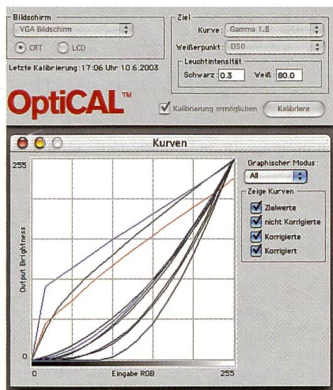 Bildschirm
VGA Bildschirm
CRT LCD
Letzte Kalibrierung: 17:06 Uhr 10.6.2003
Ziel
Kurve: Gamma 1.8
Weißerpunkt: D50
Leuchtintensität
Schwarz: 0.3 Weiß: 80.0
OptiCAL™
Kalibrierung ermöglichen Kalibriere
Kurven
255
Output Brightness
0
0 Eingabe RGB 255
Graphischer Modus:
All
Zeige Kurven
Zielwerte
nicht Korrigierte
Korrigierte
Korrigiert